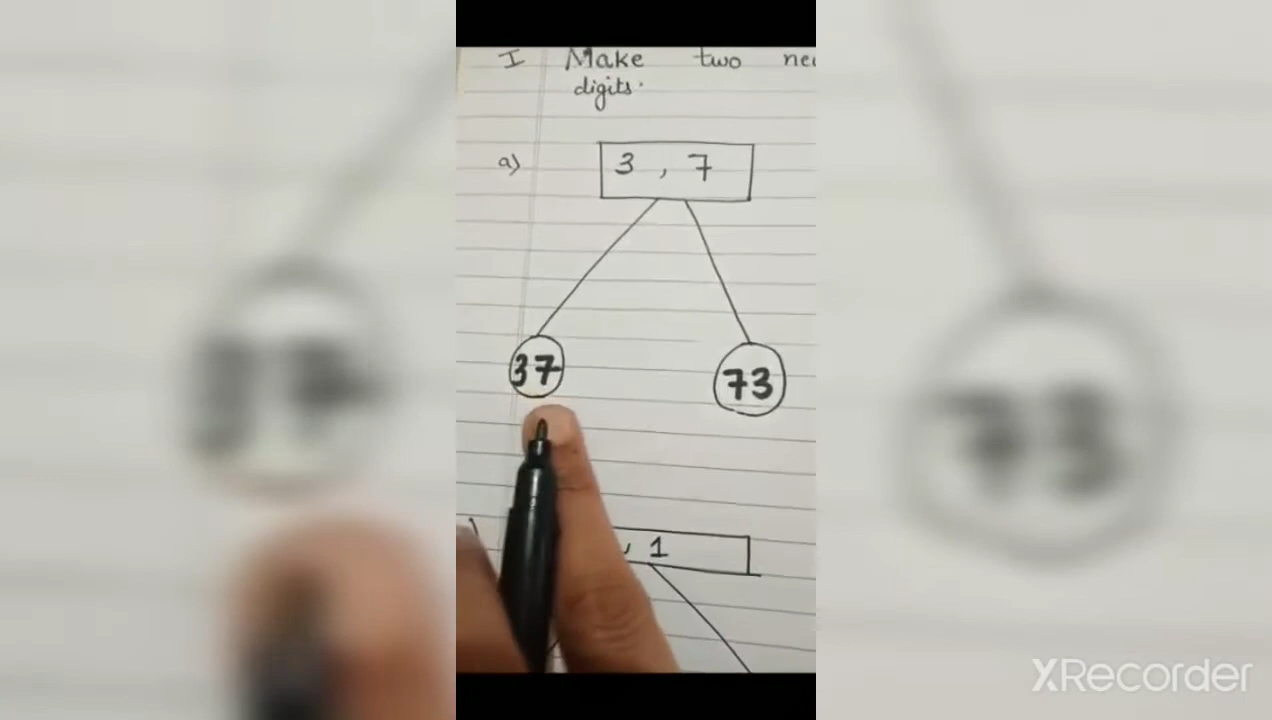 I Make two
digits.
a) 3 , 7
37 73
) , 1
XRecorder